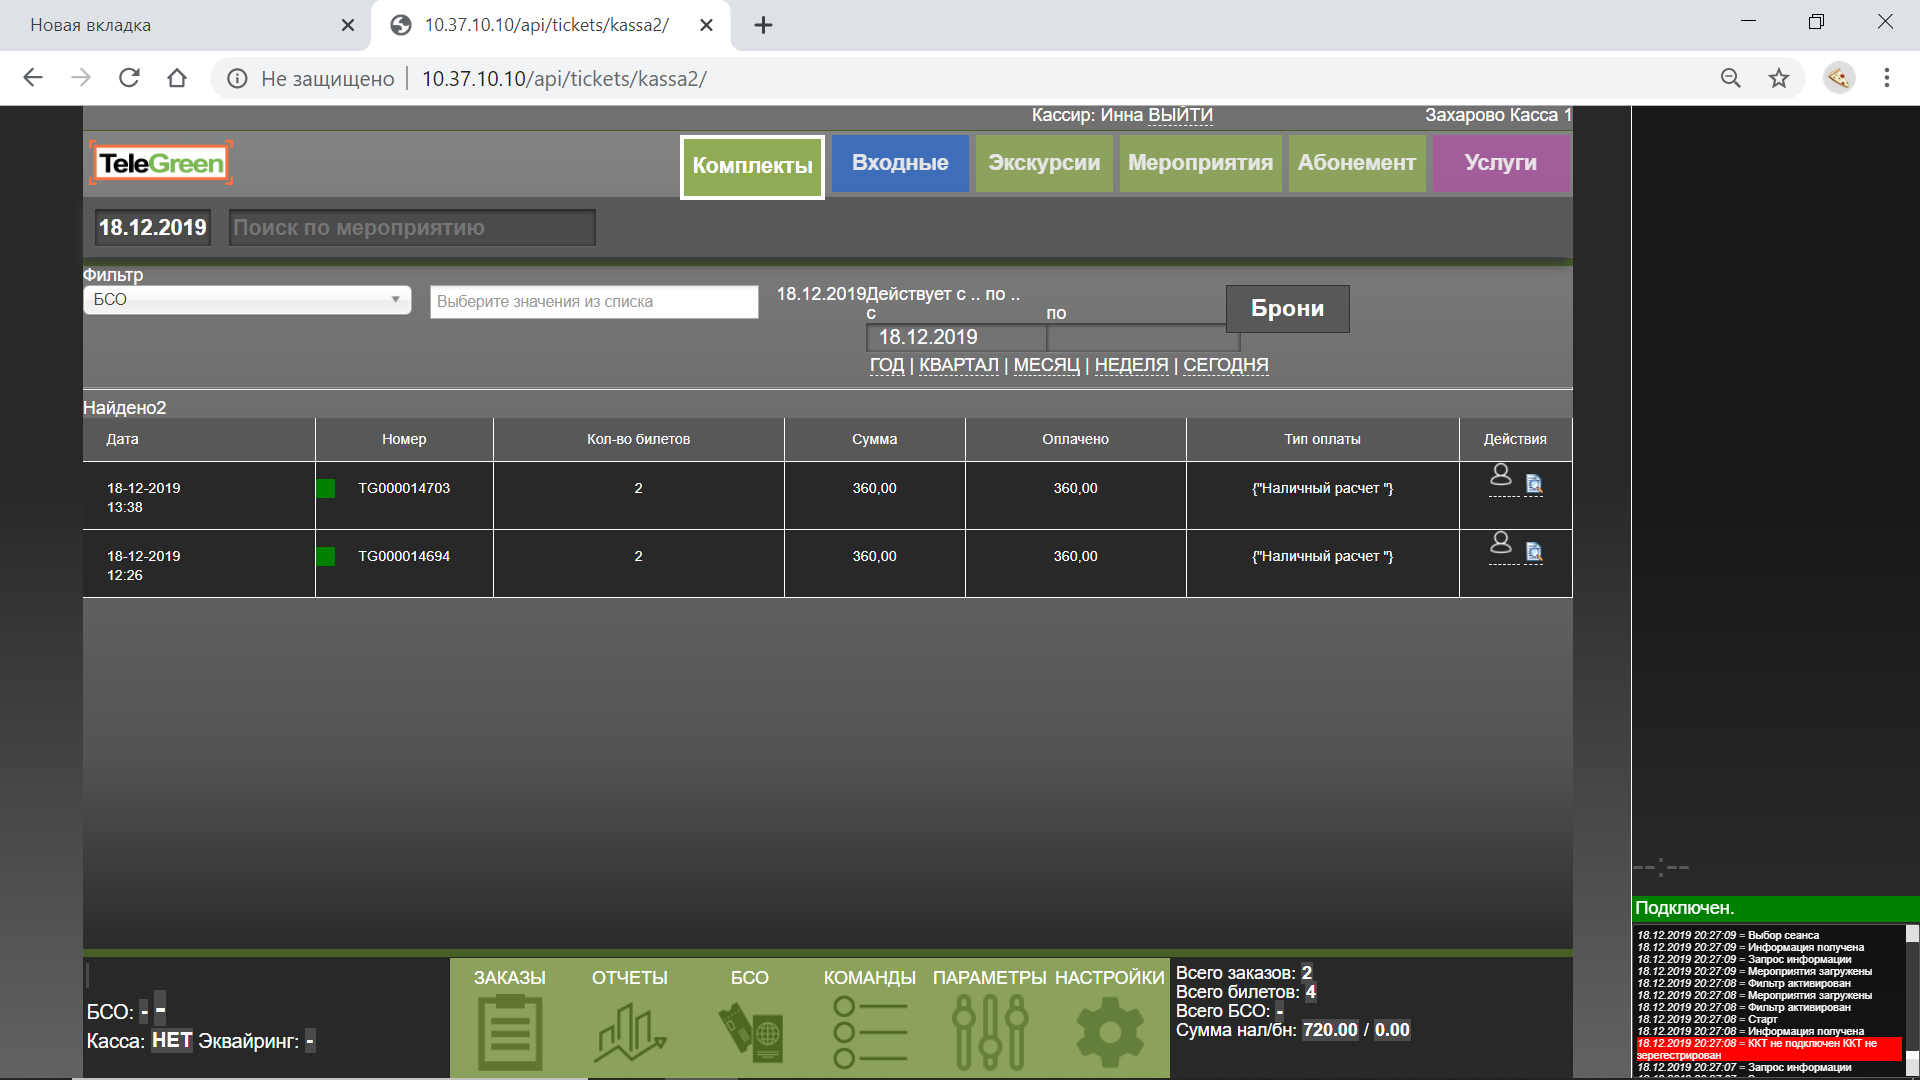 Новая вкладка
10.37.10.10/api/tickets/kassa2/
Не защищено
10.37.10.10/api/tickets/kassa2/
Кассир: Инна ВЫЙТИ
Захарово Касса 1
TeleGreen
Комплекты
Входные
Экскурсии
Мероприятия
Абонемент
Услуги
18.12.2019
Поиск по мероприятию
Фильтр
БСО
Выберите значения из списка
18.12.2019Действует с .. по ..
с
по
18.12.2019
Брони
ГОД | КВАРТАЛ | МЕСЯЦ | НЕДЕЛЯ | СЕГОДНЯ
Найдено2
Дата Номер Кол-во билетов Сумма Оплачено Тип оплаты Действия
18-12-2019 TG000014703 2 360,00 360,00 {"Наличный расчет "}
13:38
18-12-2019 TG000014694 2 360,00 360,00 {"Наличный расчет "}
12:26
--:--
Подключен.
18.12.2019 20:27:09 = Выбор сеанса
18.12.2019 20:27:09 = Информация получена
18.12.2019 20:27:09 = Запрос информации
18.12.2019 20:27:09 = Мероприятия загружены
18.12.2019 20:27:08 = Фильтр активирован
18.12.2019 20:27:08 = Мероприятия загружены
18.12.2019 20:27:08 = Фильтр активирован
18.12.2019 20:27:08 = Старт
18.12.2019 20:27:08 = Информация получена
18.12.2019 20:27:08 = ККТ не подключен ККТ не
зерегестрирован
18.12.2019 20:27:07 = Запрос информации
БСО: - -
Касса: НЕТ Эквайринг: -
ЗАКАЗЫ
ОТЧЕТЫ
БСО
КОМАНДЫ
ПАРАМЕТРЫ
НАСТРОЙКИ
Всего заказов: 2
Всего билетов: 4
Всего БСО: -
Сумма нал/бн: 720.00 / 0.00